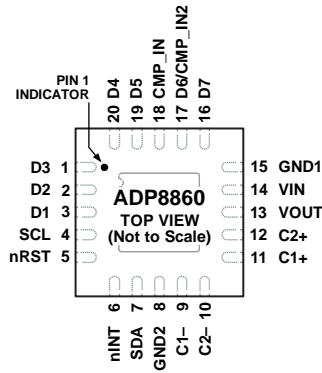 PIN 1
INDICATOR
20 D4
19 D5
18 CMP_IN
17 D6/CMP_IN2
16 D7
D3 1
D2 2
D1 3
SCL 4
nRST 5
ADP8860
TOP VIEW
(Not to Scale)
15 GND1
14 VIN
13 VOUT
12 C2+
11 C1+
nINT 6
SDA 7
GND2 8
C1– 9
C2– 10